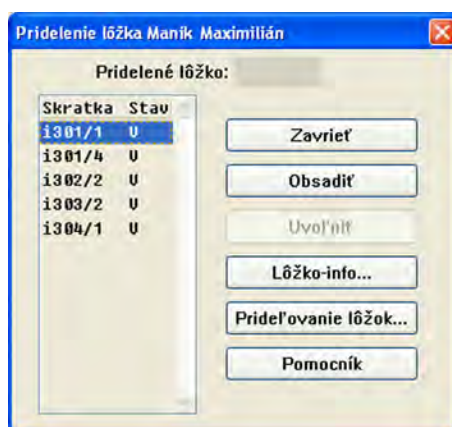 Pridelenie lôžka Maník Maximilián
Pridelené lôžko:
Skratka Stav
i301/1 V
i301/4 V
i302/2 V
i303/2 V
i304/1 V
Zavrieť
Obsadiť
Uvoľniť
Lôžko-info...
Prideľovanie lôžok...
Pomocník